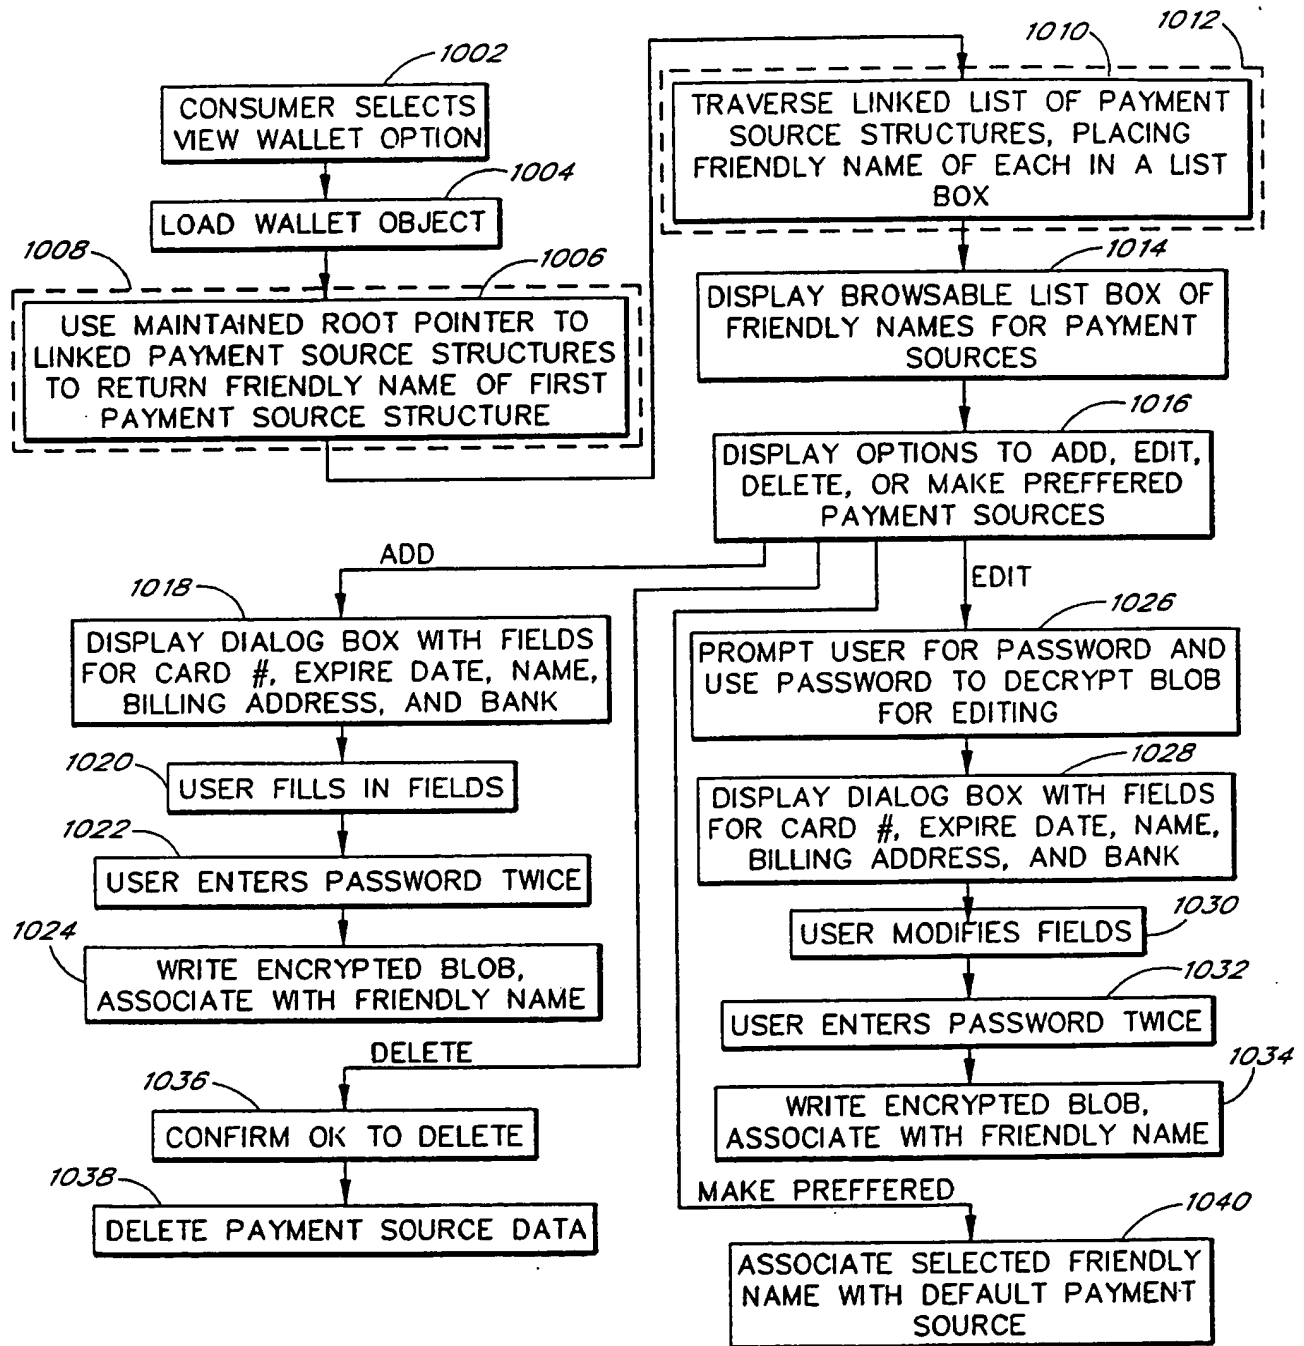 1002
CONSUMER SELECTS
VIEW WALLET OPTION
1004
LOAD WALLET OBJECT
1008
1006
USE MAINTAINED ROOT POINTER TO
LINKED PAYMENT SOURCE STRUCTURES
TO RETURN FRIENDLY NAME OF FIRST
PAYMENT SOURCE STRUCTURE
1010
1012
TRAVERSE LINKED LIST OF PAYMENT
SOURCE STRUCTURES, PLACING
FRIENDLY NAME OF EACH IN A LIST
BOX
1014
DISPLAY BROWSABLE LIST BOX OF
FRIENDLY NAMES FOR PAYMENT
SOURCES
1016
DISPLAY OPTIONS TO ADD, EDIT,
DELETE, OR MAKE PREFFERED
PAYMENT SOURCES
ADD
1018
DISPLAY DIALOG BOX WITH FIELDS
FOR CARD #, EXPIRE DATE, NAME,
BILLING ADDRESS, AND BANK
1020
USER FILLS IN FIELDS
1022
USER ENTERS PASSWORD TWICE
1024
WRITE ENCRYPTED BLOB,
ASSOCIATE WITH FRIENDLY NAME
DELETE
1036
CONFIRM OK TO DELETE
1038
DELETE PAYMENT SOURCE DATA
EDIT
1026
PROMPT USER FOR PASSWORD AND
USE PASSWORD TO DECRYPT BLOB
FOR EDITING
1028
DISPLAY DIALOG BOX WITH FIELDS
FOR CARD #, EXPIRE DATE, NAME,
BILLING ADDRESS, AND BANK
1030
USER MODIFIES FIELDS
1032
USER ENTERS PASSWORD TWICE
1034
WRITE ENCRYPTED BLOB,
ASSOCIATE WITH FRIENDLY NAME
MAKE PREFFERED
1040
ASSOCIATE SELECTED FRIENDLY
NAME WITH DEFAULT PAYMENT
SOURCE